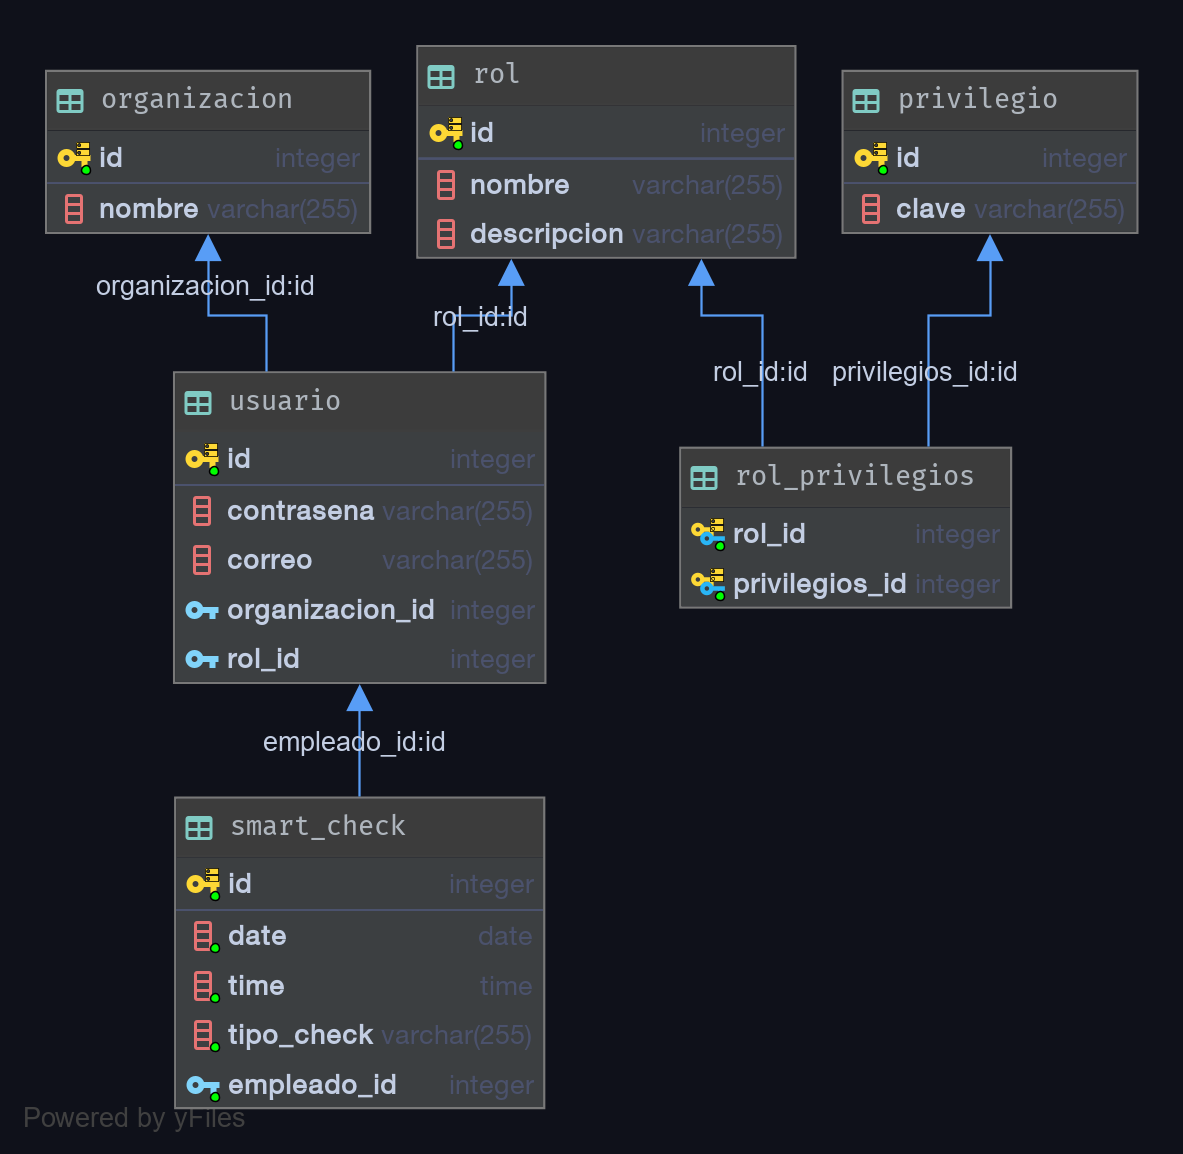 organizacion
id integer
nombre varchar(255)
rol
id integer
nombre varchar(255)
descripcion varchar(255)
privilegio
id integer
clave varchar(255)
organizacion_id:id
rol_id:id
rol_id:id
privilegios_id:id
usuario
id integer
contrasena varchar(255)
correo varchar(255)
organizacion_id integer
rol_id integer
rol_privilegios
rol_id integer
privilegios_id integer
empleado_id:id
smart_check
id integer
date date
time time
tipo_check varchar(255)
empleado_id integer
Powered by yFiles